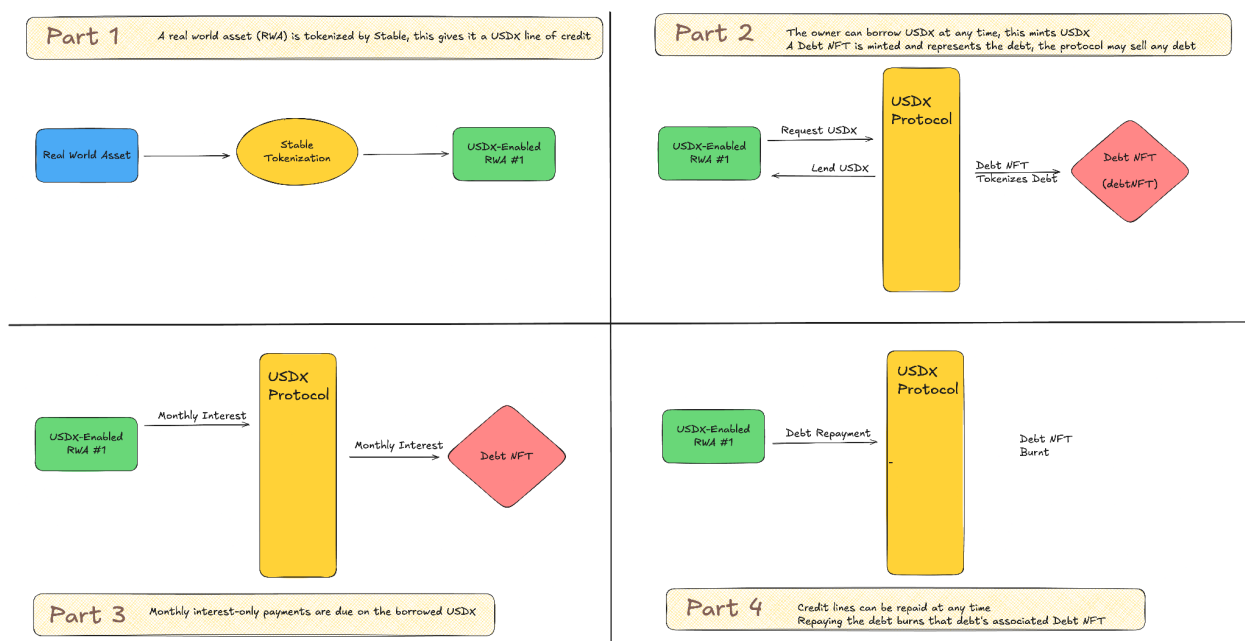 Part 1
A real world asset (RWA) is tokenized by Stable, this gives it a USDX line of credit
Real World Asset
Stable
Tokenization
USDX-Enabled
RWA #1
Part 2
The owner can borrow USDX at any time, this mints USDX
A Debt NFT is minted and represents the debt, the protocol may sell any debt
USDX-Enabled
RWA #1
Request USDX
Lend USDX
USDX
Protocol
Debt NFT
Tokenizes Debt
Debt NFT
(debtNFT)
USDX-Enabled
RWA #1
Monthly Interest
USDX
Protocol
Monthly Interest
Debt NFT
Part 3
Monthly interest-only payments are due on the borrowed USDX
USDX-Enabled
RWA #1
Debt Repayment
USDX
Protocol
Debt NFT
Burnt
Part 4
Credit lines can be repaid at any time
Repaying the debt burns that debt's associated Debt NFT